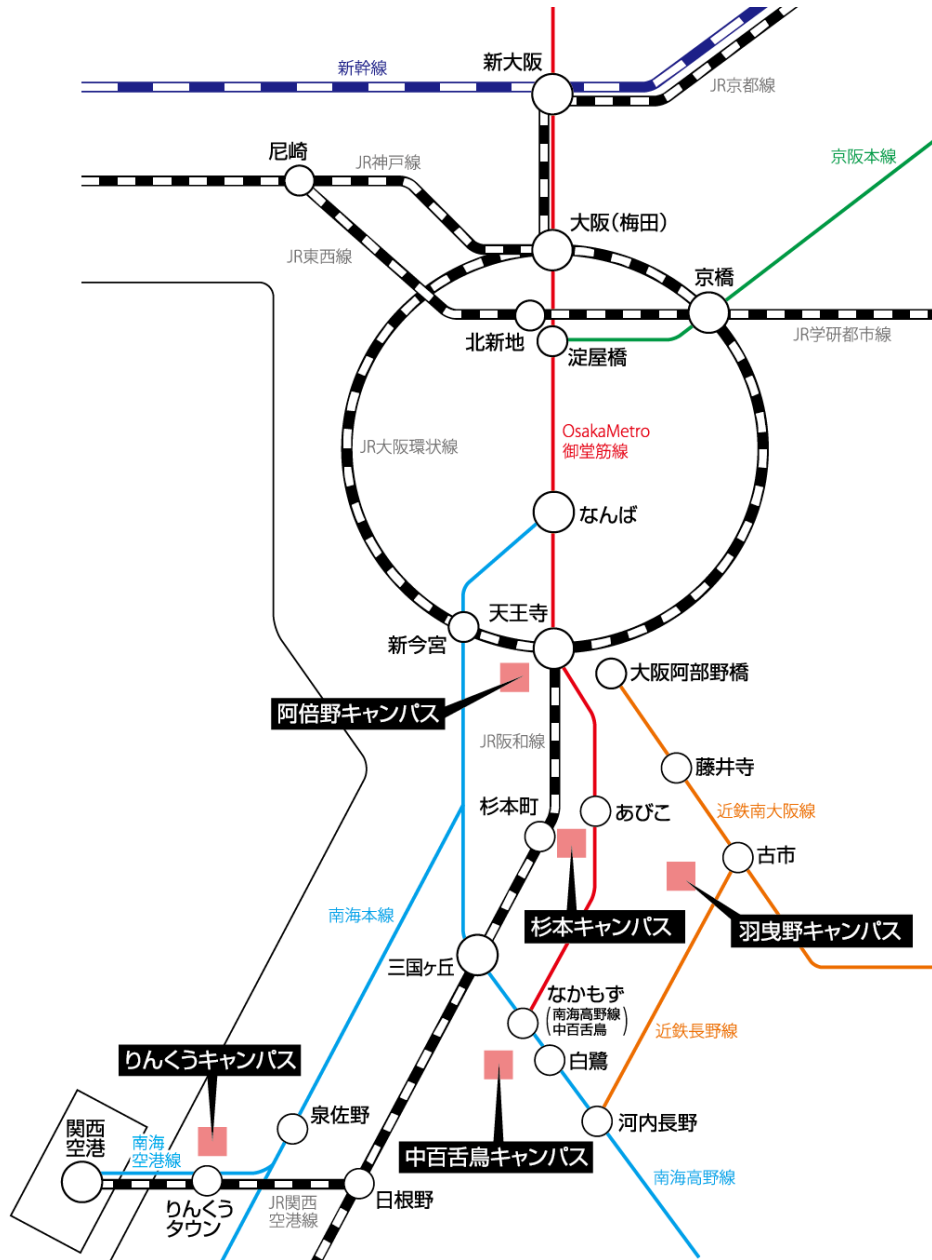 新大阪
新幹線
JR京都線
尼崎
JR神戸線
京阪本線
大阪(梅田)
JR東西線
京橋
北新地
淀屋橋
JR学研都市線
OsakaMetro
御堂筋線
JR大阪環状線
なんば
天王寺
新今宮
大阪阿部野橋
阿倍野キャンパス
JR阪和線
藤井寺
杉本町
あびこ
近鉄南大阪線
古市
南海本線
杉本キャンパス
羽曳野キャンパス
三国ヶ丘
なかもず
(南海高野線
中百舌鳥)
近鉄長野線
りんくうキャンパス
白鷺
泉佐野
河内長野
関西
空港
南海
空港線
中百舌鳥キャンパス
南海高野線
りんくう
タウン
JR関西
空港線
日根野